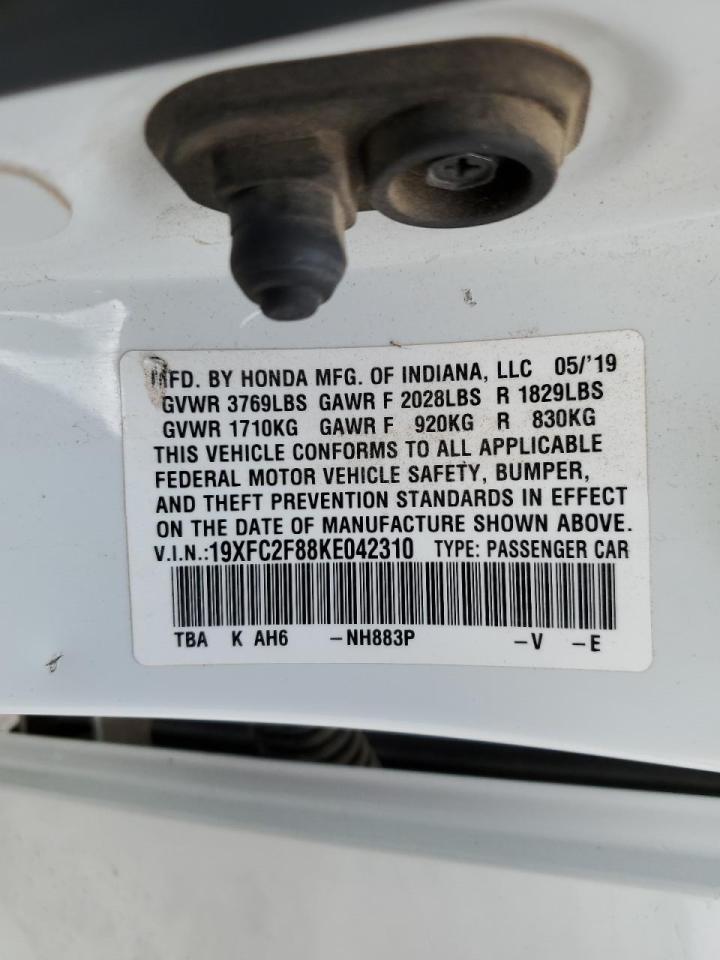 MFD. BY HONDA MFG. OF INDIANA, LLC 05/'19
GVWR 3769LBS GAWR F 2028LBS R 1829LBS
GVWR 1710KG GAWR F 920KG R 830KG
THIS VEHICLE CONFORMS TO ALL APPLICABLE
FEDERAL MOTOR VEHICLE SAFETY, BUMPER,
AND THEFT PREVENTION STANDARDS IN EFFECT
ON THE DATE OF MANUFACTURE SHOWN ABOVE.
V.I.N.:19XFC2F88KE042310 TYPE: PASSENGER CAR
TBA K AH6 –NH883P –V –E